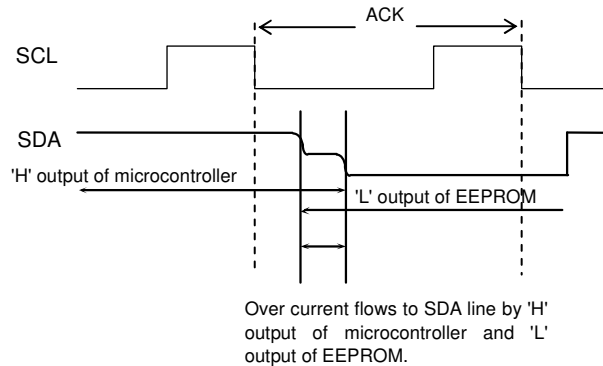 ACK
SCL
SDA
'H' output of microcontroller
'L' output of EEPROM
Over current flows to SDA line by 'H'
output of microcontroller and 'L'
output of EEPROM.